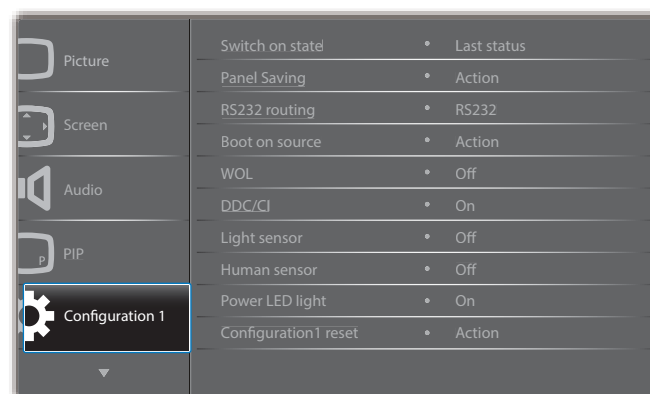 Picture
Screen
Audio
PIP
P
Configuration 1
Switch on state • Last status
Panel Saving • Action
RS232 routing • RS232
Boot on source • Action
WOL • Off
DDC/CI • On
Light sensor • Off
Human sensor • Off
Power LED light • On
Configuration1 reset • Action